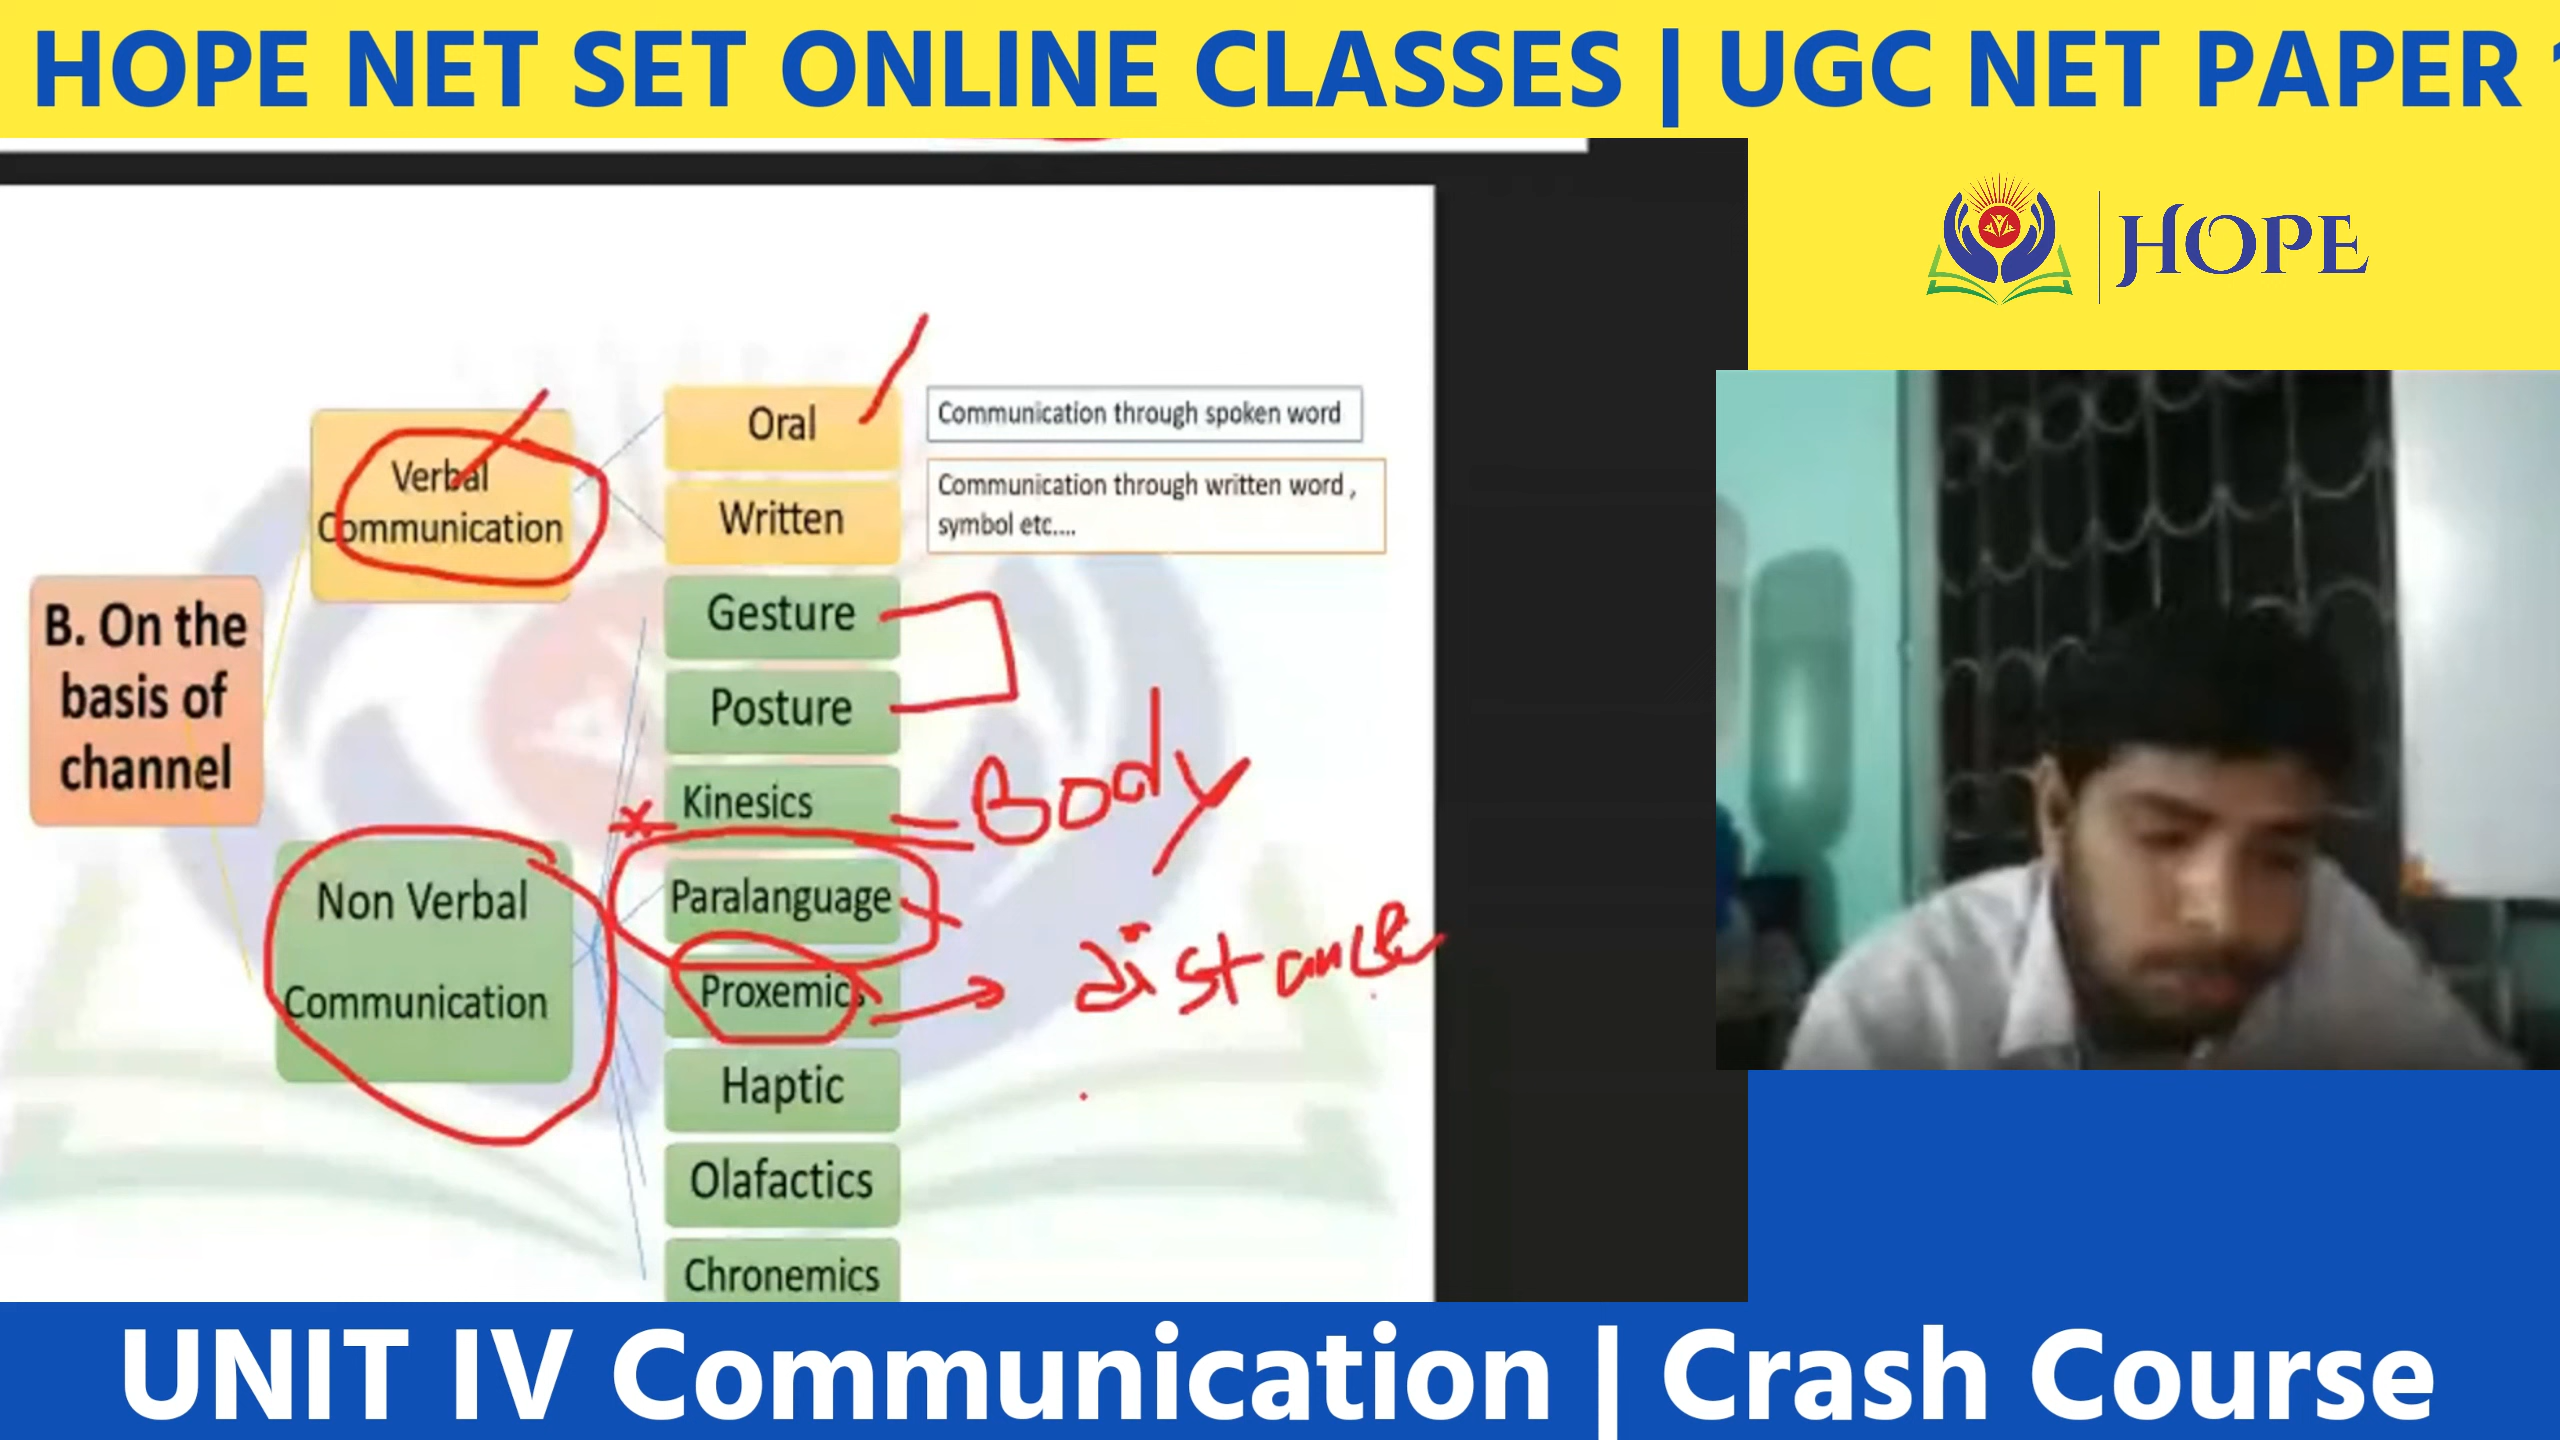 HOPE NET SET ONLINE CLASSES | UGC NET PAPER
HOPE
Verbal
Communication
Oral
Communication through spoken word
Written
Communication through written word ,
symbol etc....
B. On the
basis of
channel
Gesture
Posture
Kinesics
Body
Non Verbal
Communication
Paralanguage
Proxemics
distance
Haptic
Olafactics
Chronemics
UNIT IV Communication | Crash Course